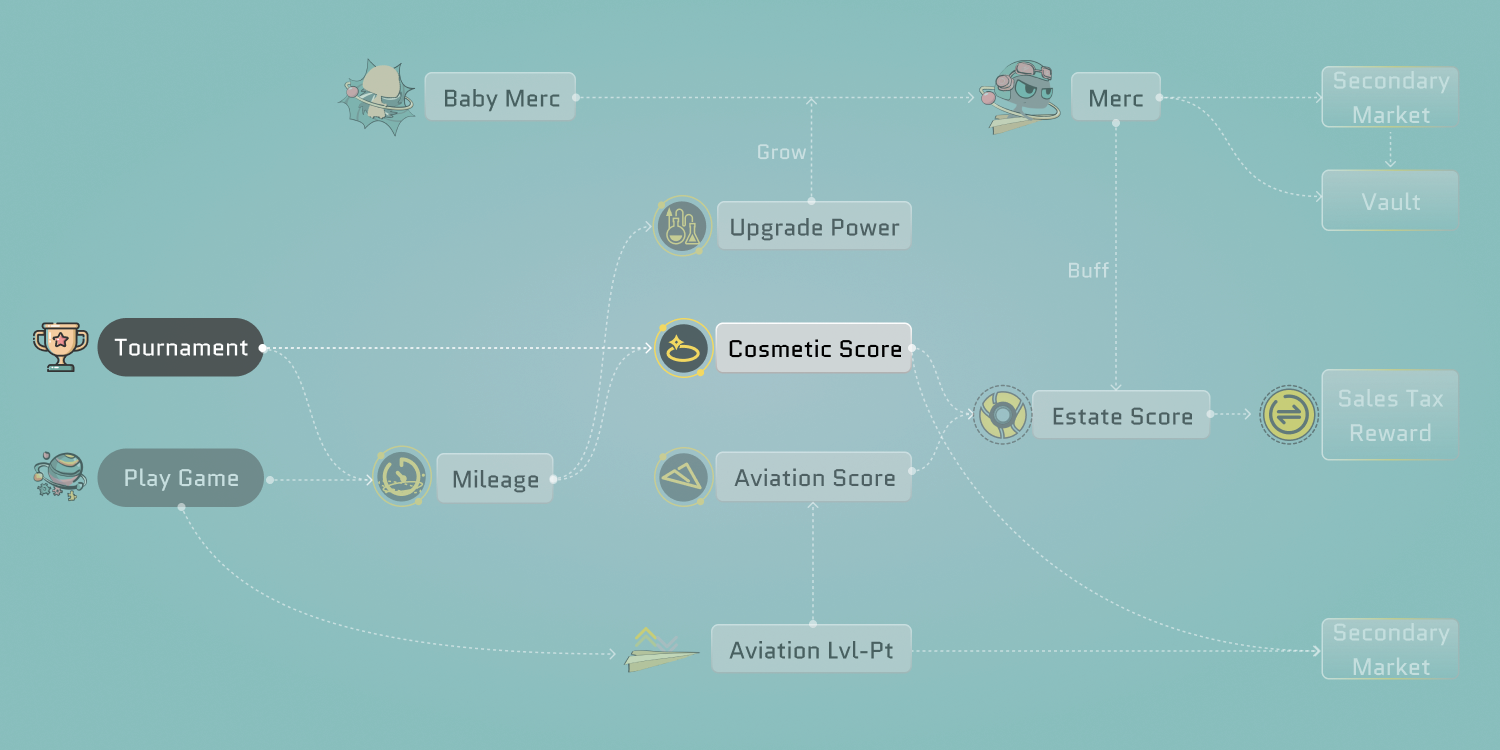 Baby Merc
Merc
Secondary
Market
Grow
Vault
Upgrade Power
Buff
Tournament
Cosmetic Score
Estate Score
Sales Tax
Reward
Play Game
Mileage
Aviation Score
Aviation Lvl-Pt
Secondary
Market